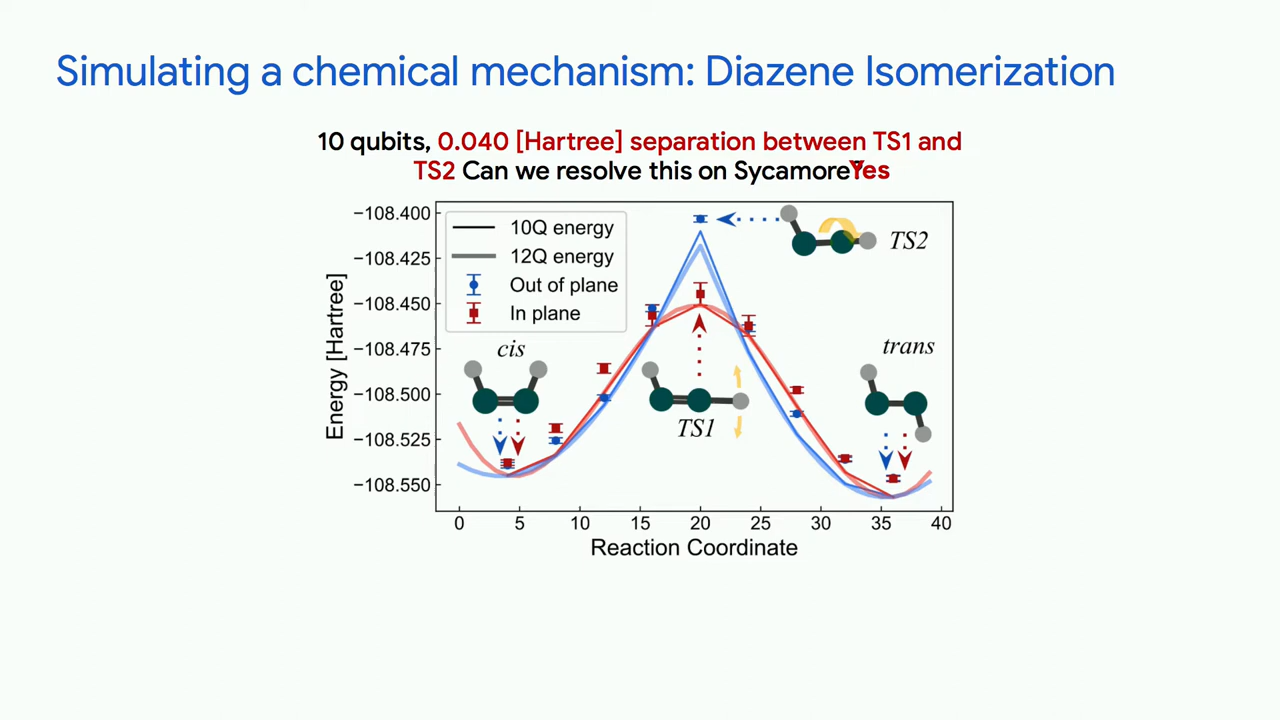 Simulating a chemical mechanism: Diazene Isomerization
10 qubits, 0.040 [Hartree] separation between TS1 and
TS2 Can we resolve this on Sycamore?Yes
−108.400
−108.425
−108.450
−108.475
−108.500
−108.525
−108.550
Energy [Hartree]
10Q energy
12Q energy
Out of plane
In plane
TS2
cis
trans
TS1
0 5 10 15 20 25 30 35 40
Reaction Coordinate